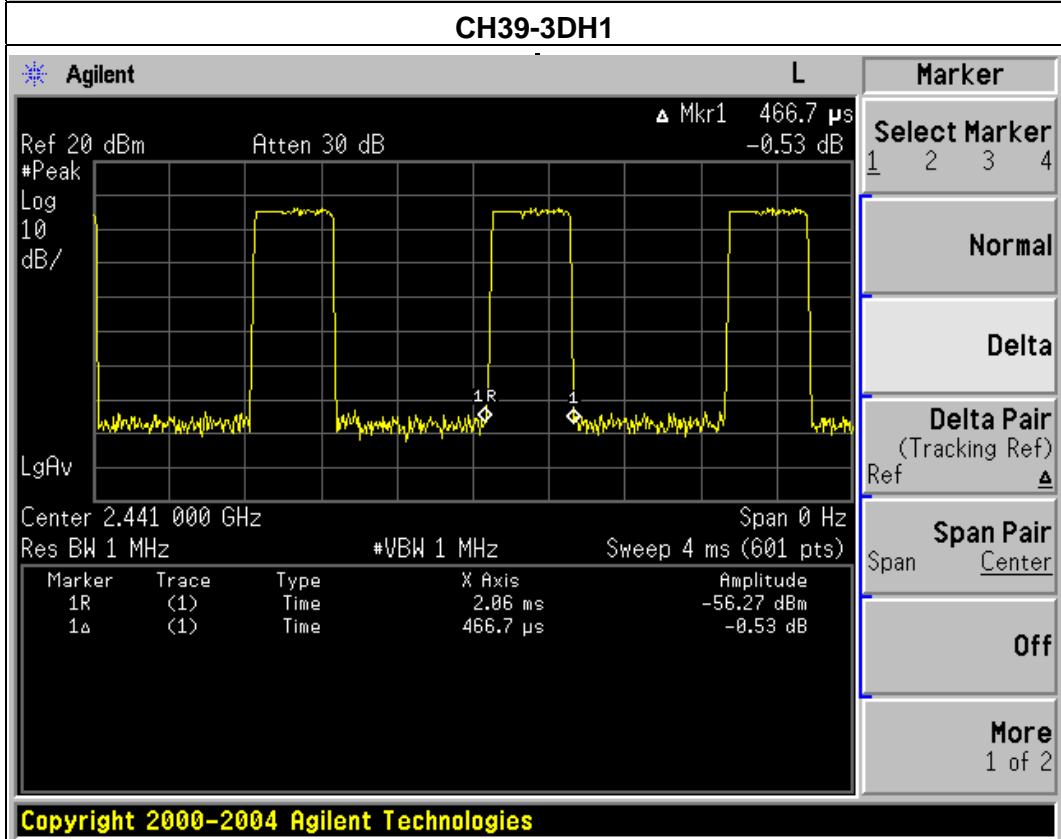 CH39-3DH1
Agilent L Marker
Δ Mkr1 466.7 µs
Ref 20 dBm Atten 30 dB -0.53 dB
#Peak
Log
10
dB/
1R 1
LgAv
Center 2.441 000 GHz Span 0 Hz
Res BW 1 MHz #VBW 1 MHz Sweep 4 ms (601 pts)
Marker Trace Type X Axis Amplitude
1R (1) Time 2.06 ms -56.27 dBm
1Δ (1) Time 466.7 µs -0.53 dB
Select Marker
1 2 3 4
Normal
Delta
Delta Pair
(Tracking Ref)
Ref Δ
Span Pair
Span Center
Off
More
1 of 2
Copyright 2000-2004 Agilent Technologies